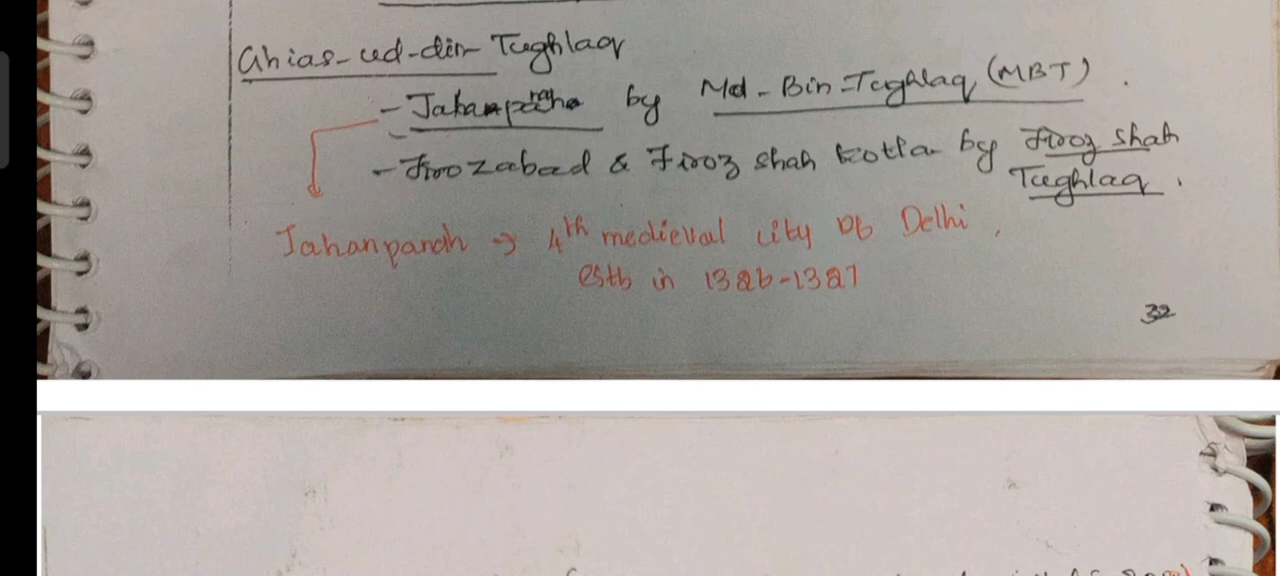 Ghias-ud-din Tughlaq
- Jahanpanah by Md-Bin-Tughlaq (MBT).
- Firozabad & Firoz shah kotla by Firoz shah
Tughlaq.
Jahanpanah → 4th medieval city of Delhi,
estb in 1326-1327
32